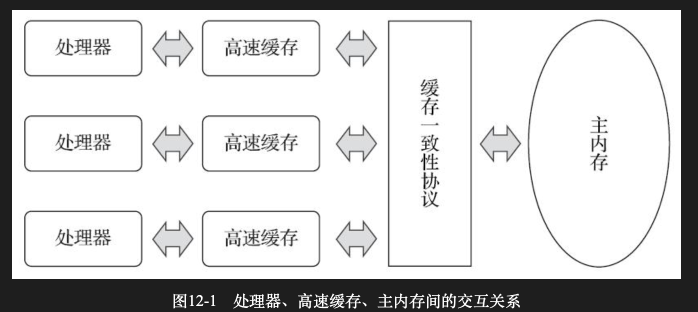 处理器
高速缓存
处理器
高速缓存
处理器
高速缓存
缓存一致性协议
主内存
图12-1 处理器、高速缓存、主内存间的交互关系